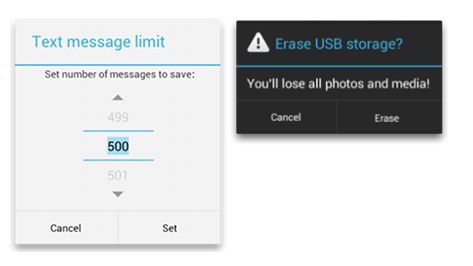 Text message limit
Set number of messages to save:
499
500
501
Cancel Set
Erase USB storage?
You'll lose all photos and media!
Cancel Erase